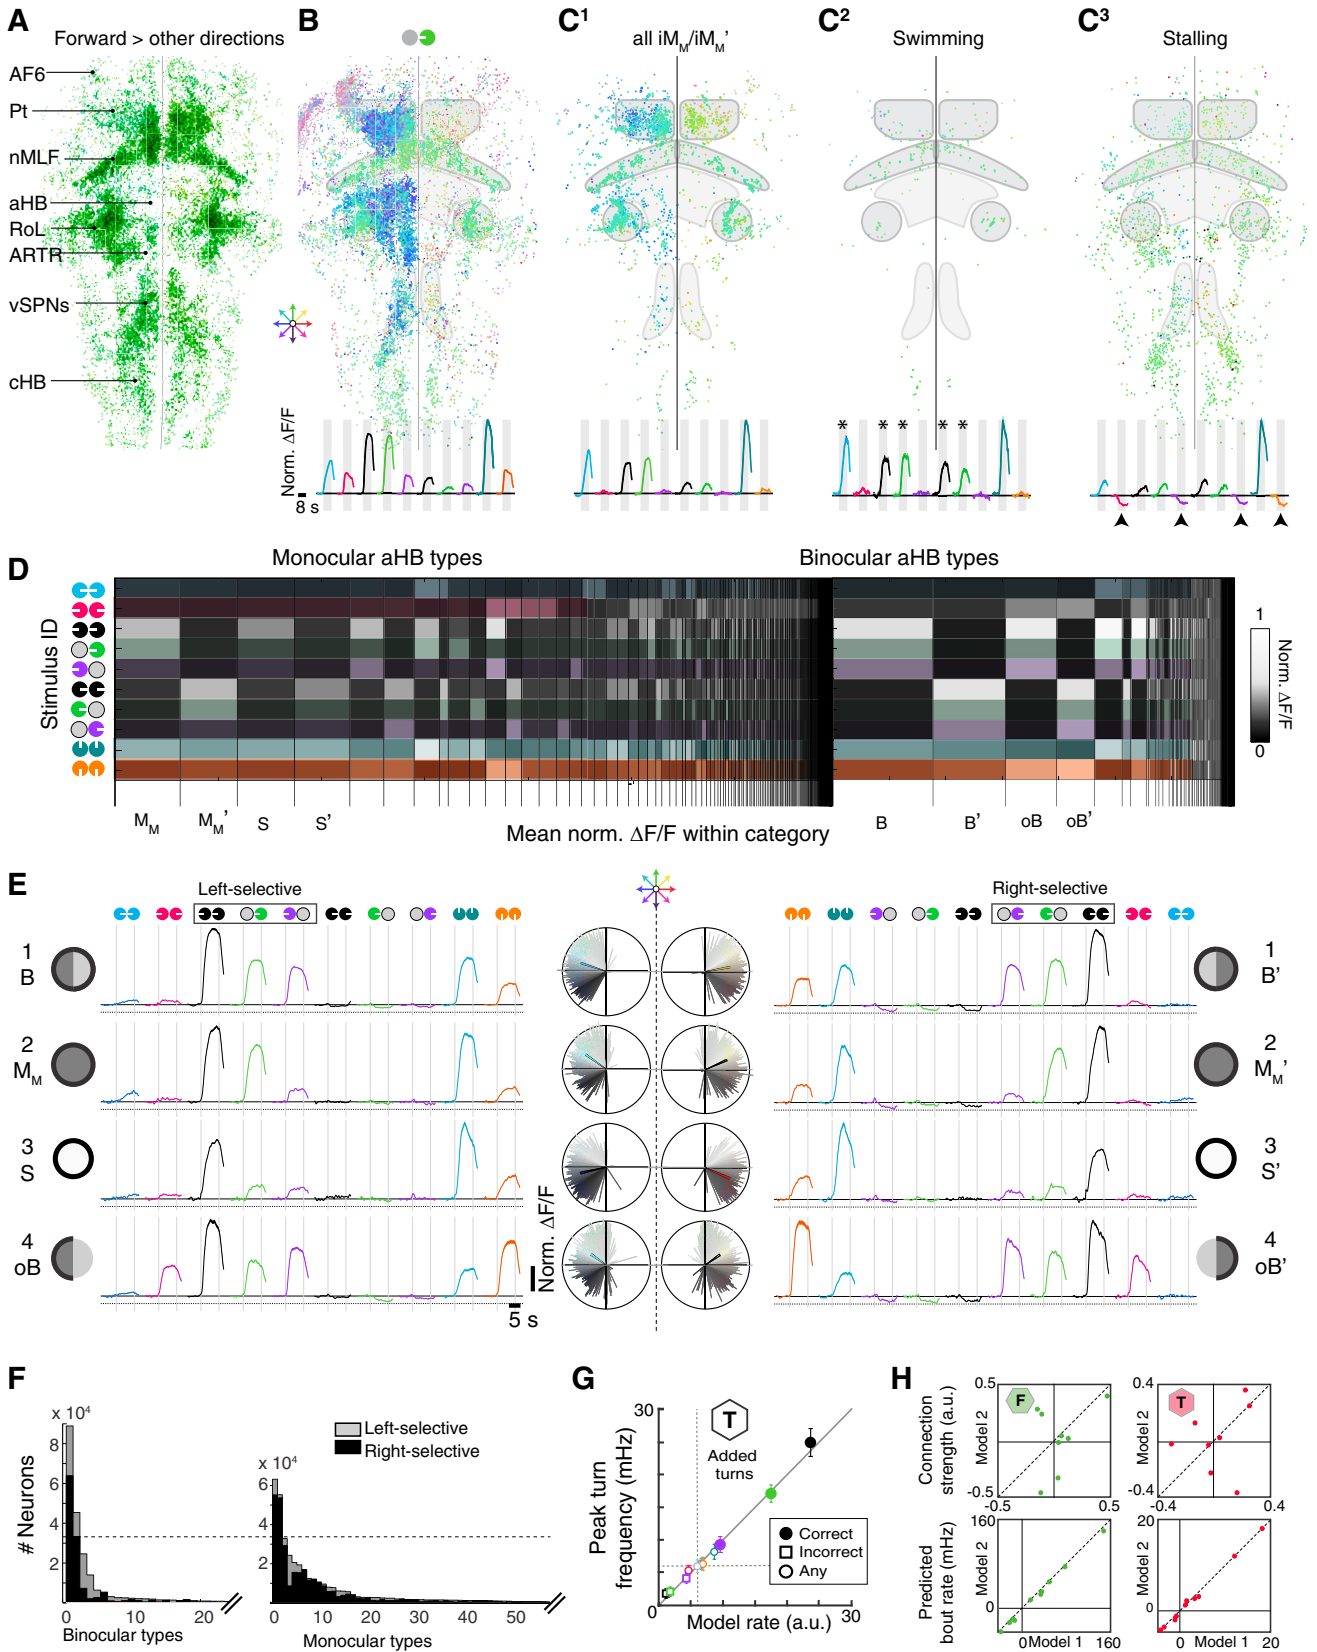 A
Forward > other directions
AF6
Pt
nMLF
aHB
RoL
ARTR
vSPNs
cHB
B
Norm. ΔF/F
8 s
C1
all iMM/iMM'
C2
Swimming
* * * * *
C3
Stalling
D
Monocular aHB types
Binocular aHB types
Stimulus ID
MM
MM'
S
S'
Mean norm. ΔF/F within category
B
B'
oB
oB'
1
0
Norm. ΔF/F
E
Left-selective
Right-selective
1
B
2
MM
3
S
4
oB
Norm. ΔF/F
5 s
1
B'
2
MM'
3
S'
4
oB'
F
x 10^4
# Neurons
8
6
4
2
0 10 20
Binocular types
x 10^4
6
4
2
0 10 20 30 40 50
Monocular types
Left-selective
Right-selective
G
Peak turn frequency (mHz)
30
T
Added turns
Correct
Incorrect
Any
0
Model rate (a.u.)
30
H
Connection strength (a.u.)
Model 2
0.5
0
-0.5
F
-0.5 0 0.5
Model 2
0.4
0
-0.4
T
-0.4 0 0.4
Predicted bout rate (mHz)
Model 2
160
0
0 Model 1 160
Model 2
20
0
0 Model 1 20